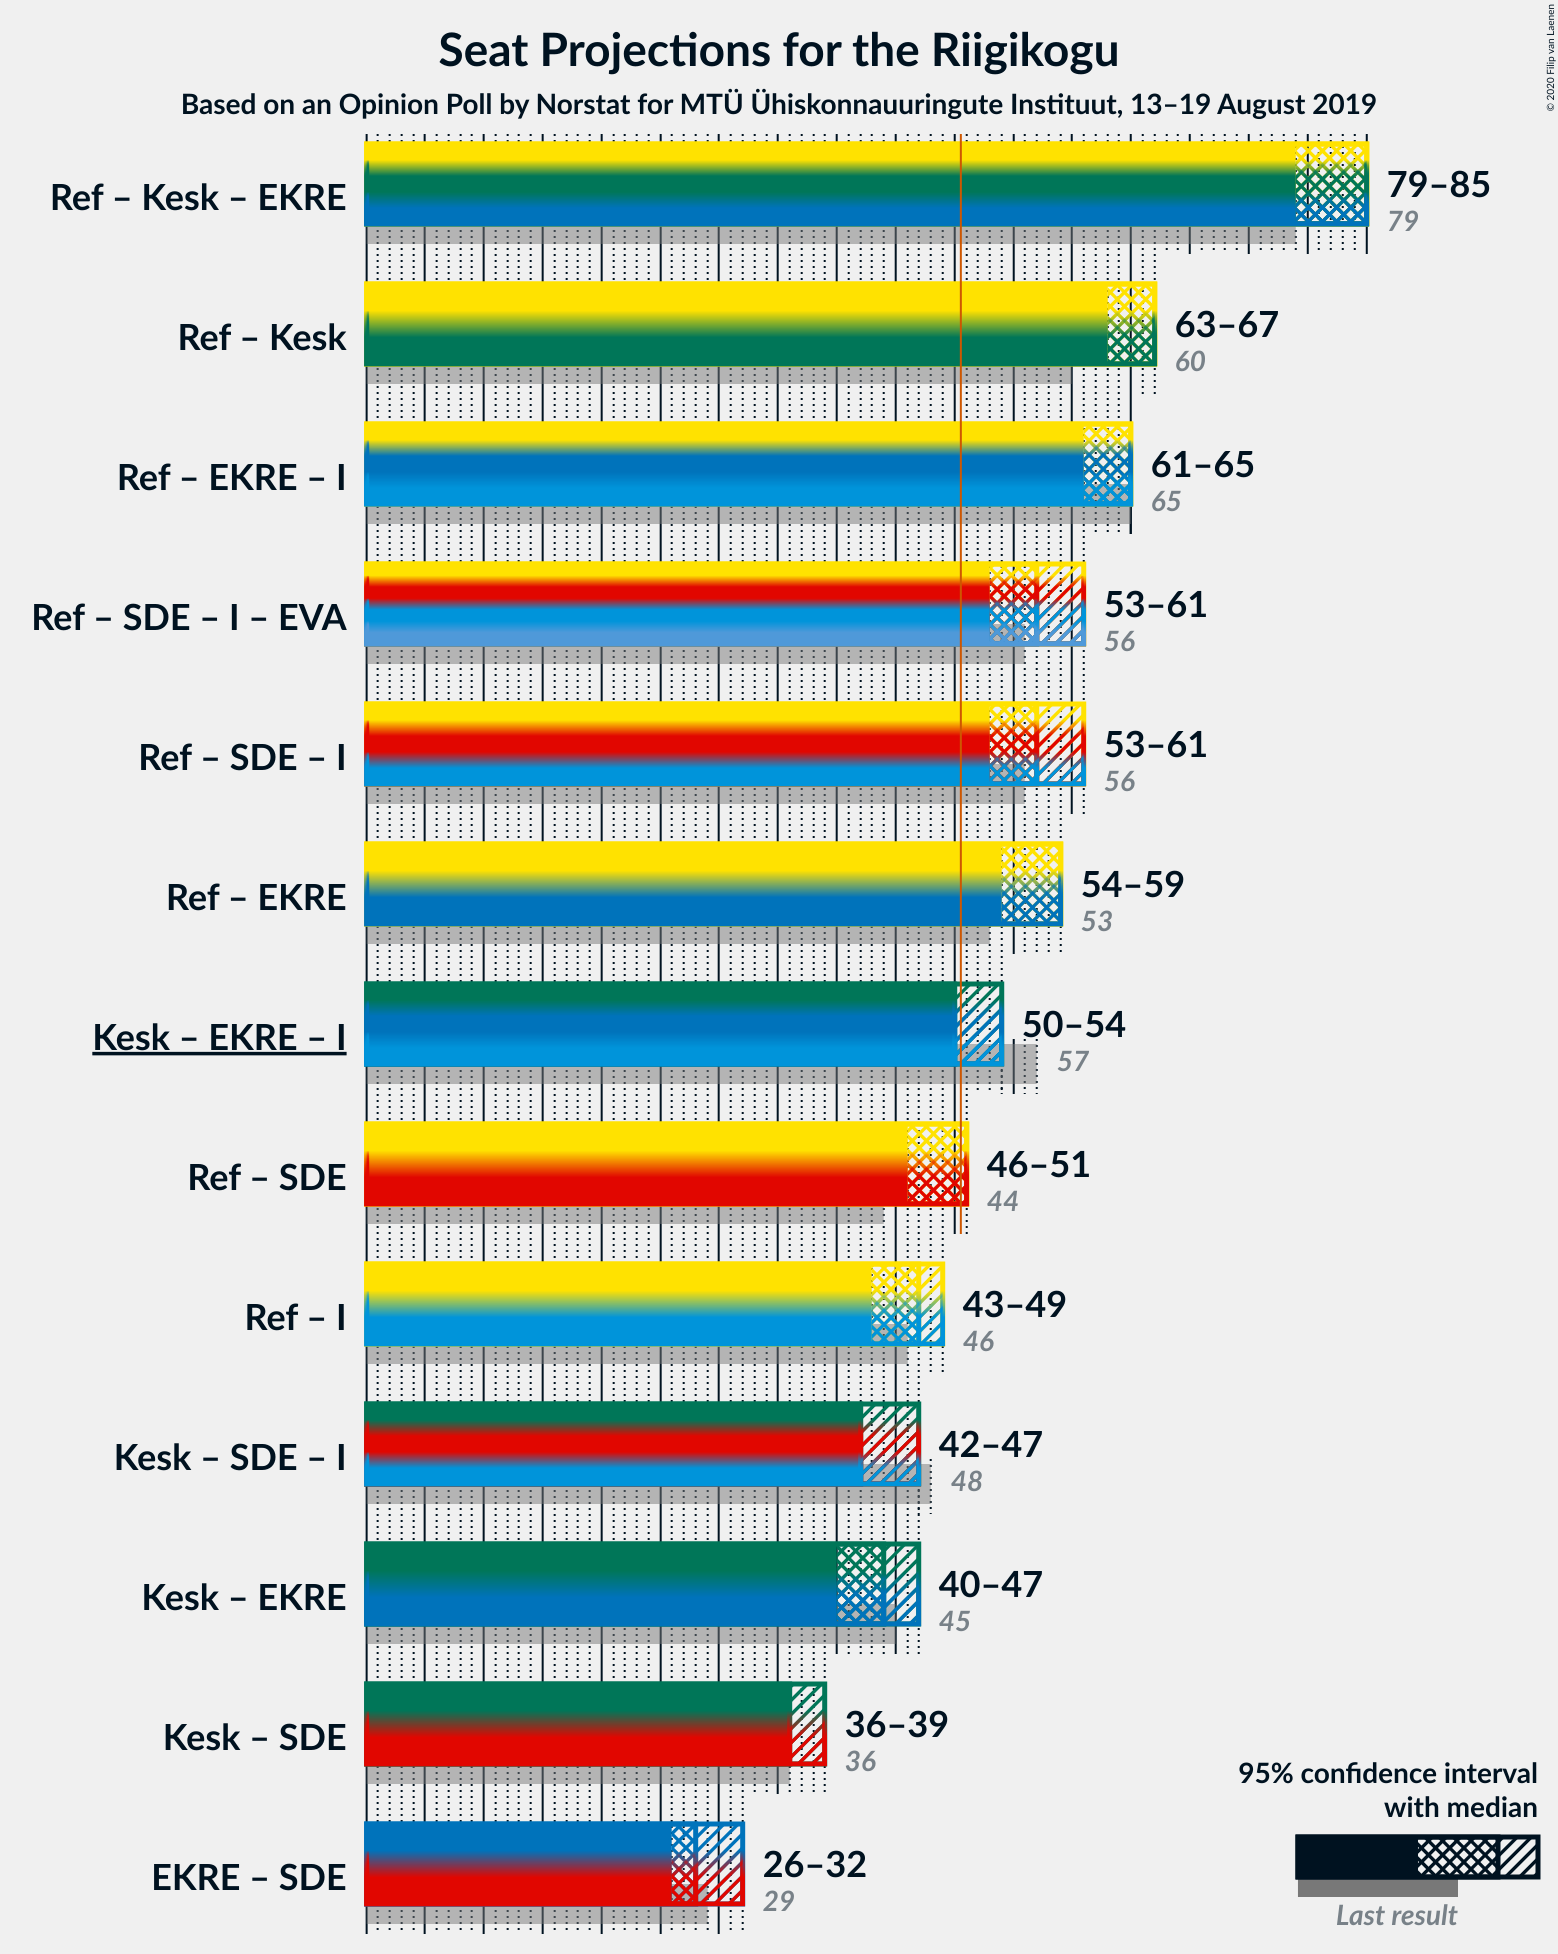 Seat Projections for the Riigikogu
Based on an Opinion Poll by Norstat for MTÜ Ühiskonnauuringute Instituut, 13–19 August 2019
© 2020 Filip van Laenen
Ref – Kesk – EKRE
79–85
79
Ref – Kesk
63–67
60
Ref – EKRE – I
61–65
65
Ref – SDE – I – EVA
53–61
56
Ref – SDE – I
53–61
56
Ref – EKRE
54–59
53
Kesk – EKRE – I
50–54
57
Ref – SDE
46–51
44
Ref – I
43–49
46
Kesk – SDE – I
42–47
48
Kesk – EKRE
40–47
45
Kesk – SDE
36–39
36
EKRE – SDE
26–32
29
95% confidence interval
with median
Last result